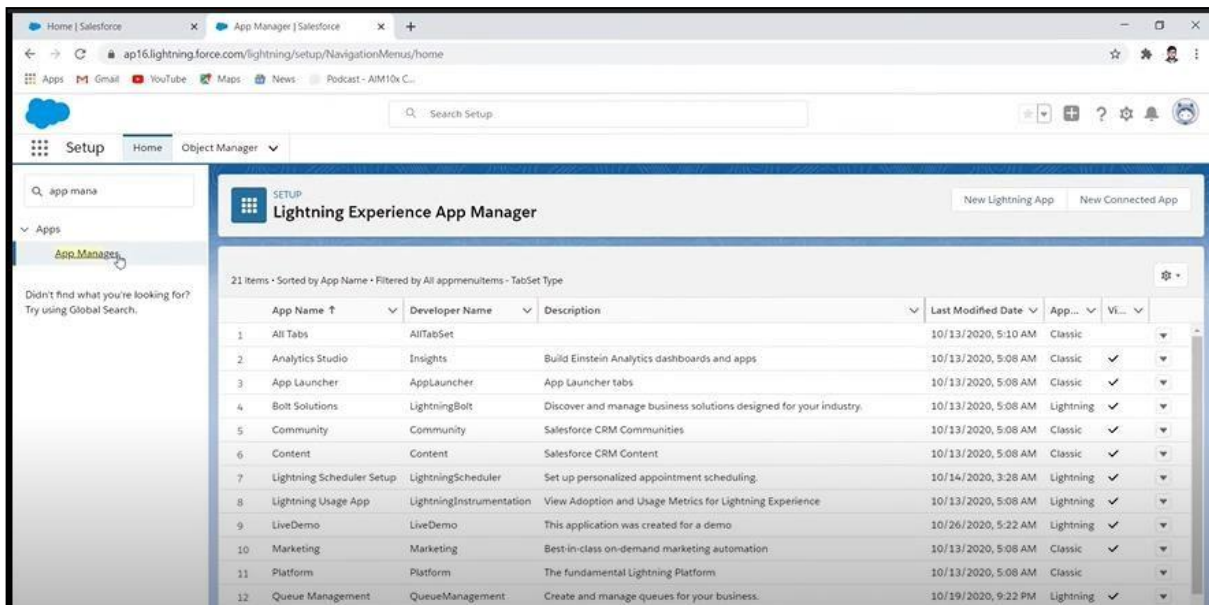 Home | Salesforce
App Manager | Salesforce
ap16.lightning.force.com/lightning/setup/NavigationMenus/home
Apps Gmail YouTube Maps News Podcast - AIM10x C...
Search Setup
Setup Home Object Manager
app mana
Apps
App Manager
Didn't find what you're looking for?
Try using Global Search.
SETUP
Lightning Experience App Manager
New Lightning App New Connected App
21 Items • Sorted by App Name • Filtered by All appmenuitems - TabSet Type
App Name ↑ Developer Name Description Last Modified Date App... Vi...
1 All Tabs AllTabSet 10/13/2020, 5:10 AM Classic
2 Analytics Studio Insights Build Einstein Analytics dashboards and apps 10/13/2020, 5:08 AM Classic
3 App Launcher AppLauncher App Launcher tabs 10/13/2020, 5:08 AM Classic
4 Bolt Solutions LightningBolt Discover and manage business solutions designed for your industry. 10/13/2020, 5:08 AM Lightning
5 Community Community Salesforce CRM Communities 10/13/2020, 5:08 AM Classic
6 Content Content Salesforce CRM Content 10/13/2020, 5:08 AM Classic
7 Lightning Scheduler Setup LightningScheduler Set up personalized appointment scheduling. 10/14/2020, 3:28 AM Lightning
8 Lightning Usage App LightningInstrumentation View Adoption and Usage Metrics for Lightning Experience 10/13/2020, 5:08 AM Lightning
9 LiveDemo LiveDemo This application was created for a demo 10/26/2020, 5:22 AM Lightning
10 Marketing Marketing Best-in-class on-demand marketing automation 10/13/2020, 5:08 AM Classic
11 Platform Platform The fundamental Lightning Platform 10/13/2020, 5:08 AM Classic
12 Queue Management QueueManagement Create and manage queues for your business. 10/19/2020, 9:22 PM Lightning